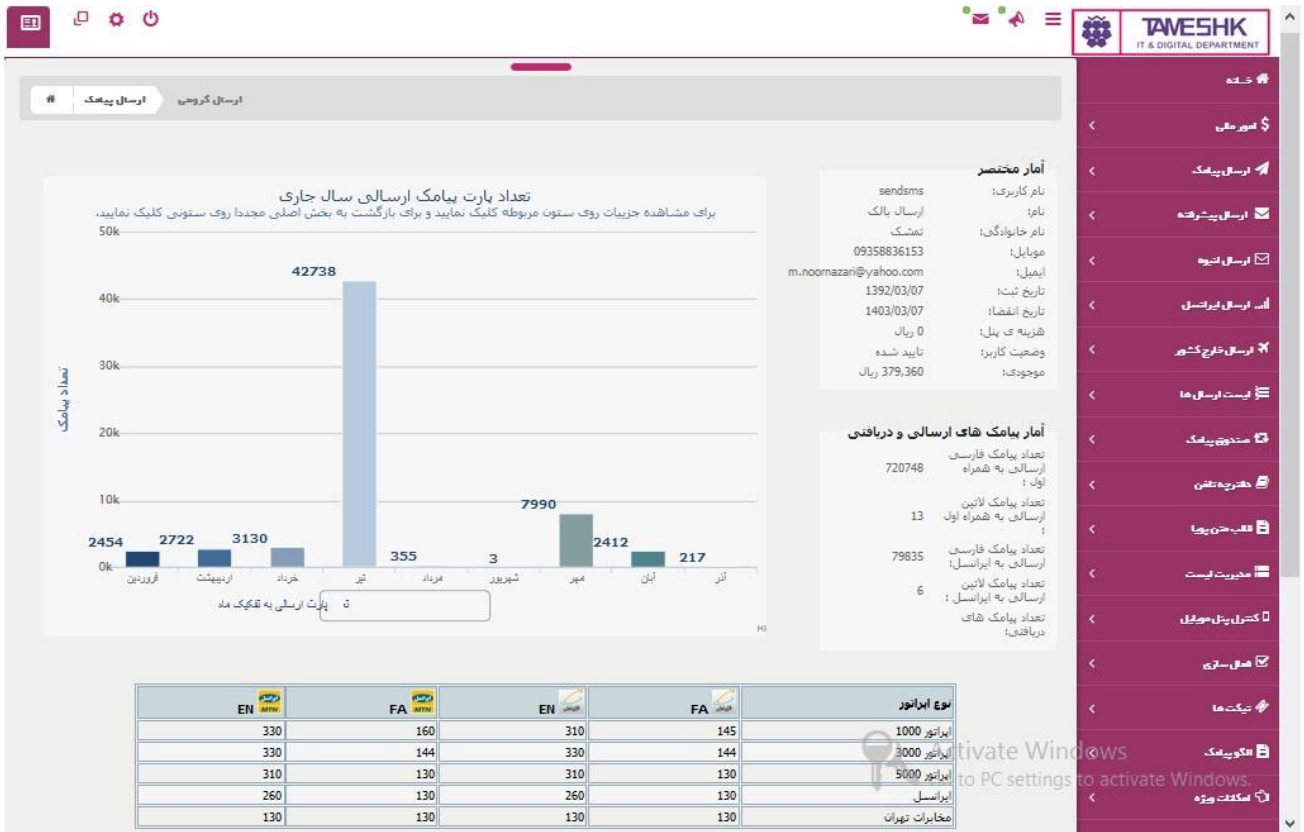 TAMESHK
IT & DIGITAL DEPARTMENT
خانه
امور مالی
ارسال پیامک
ارسال پیشرفته
ارسال انبوه
ارسال ایرانسل
ارسال خارج کشور
لیست ارسال ها
صندوق پیامک
دفترچه تلفن
قالب متن پویا
مدیریت لیست
کنترل پنل موبایل
فعال سازی
تیکت ها
الگو پیامک
امکانات ویژه
ارسال پیامک
ارسال گروهی
آمار مختصر
نام کاربری: sendsms
نام: ارسال بالک
نام خانوادگی: تمشک
موبایل: 09358836153
ایمیل: m.noornazari@yahoo.com
تاریخ ثبت: 1392/03/07
تاریخ انقضا: 1403/03/07
هزینه ی پنل: 0 ریال
وضعیت کاربر: تایید شده
موجودی: 379,360 ریال
آمار پیامک های ارسالی و دریافتی
تعداد پیامک فارسی
ارسالی به همراه 720748
اول :
تعداد پیامک لاتین
ارسالی به همراه اول 13
:
تعداد پیامک فارسی
ارسالی به ایرانسل: 79835
تعداد پیامک لاتین
ارسالی به ایرانسل : 6
تعداد پیامک های
دریافتی:
تعداد پارت پیامک ارسالی سال جاری
برای مشاهده جزییات روی ستون مربوطه کلیک نمایید و برای بازگشت به بخش اصلی مجددا روی ستونی کلیک نمایید.
تعداد پیامک
50k
40k
30k
20k
10k
0k
2454
2722
3130
42738
355
3
7990
2412
217
فروردین
اردیبهشت
خرداد
تیر
مرداد
شهریور
مهر
آبان
آذر
ت پارت ارسالی به تفکیک ماه
نوع اپراتور FA EN FA EN
اپراتور 1000 145 310 160 330
اپراتور 3000 144 330 144 330
اپراتور 5000 130 310 130 310
ایرانسل 130 260 130 260
مخابرات تهران 130 130 130 130
Activate Windows
to PC settings to activate Windows.